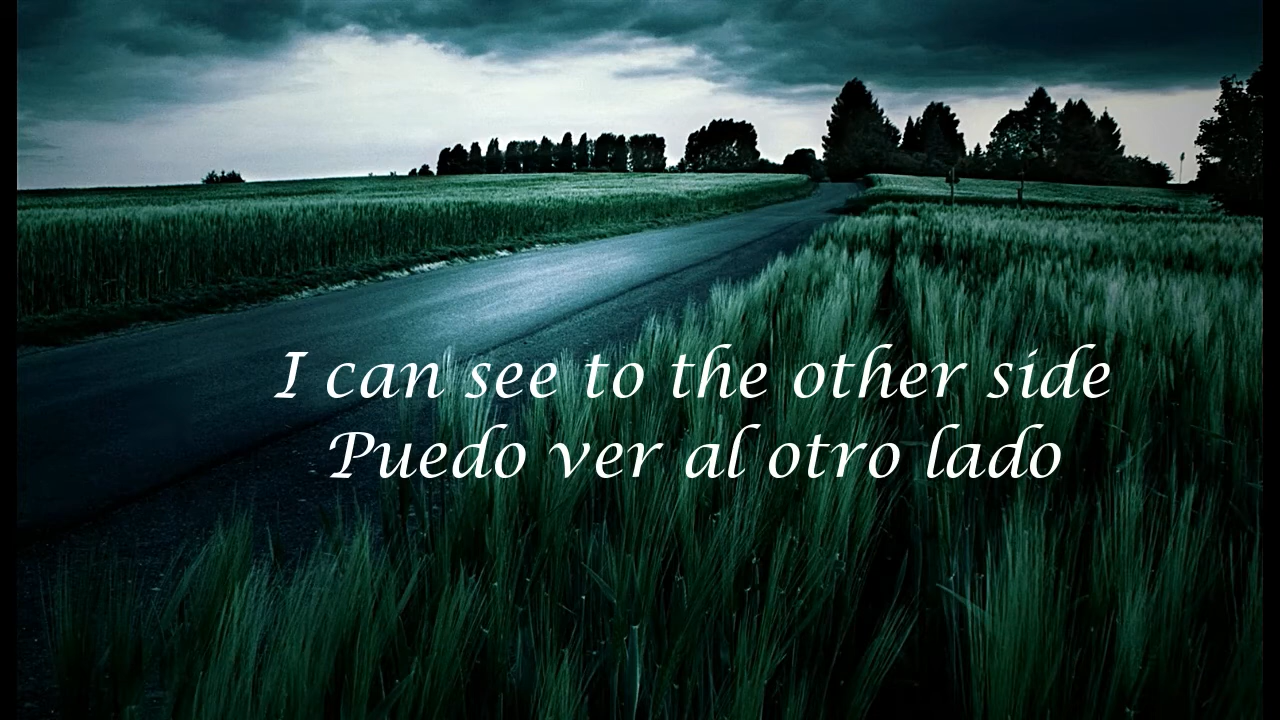 I can see to the other side
Puedo ver al otro lado